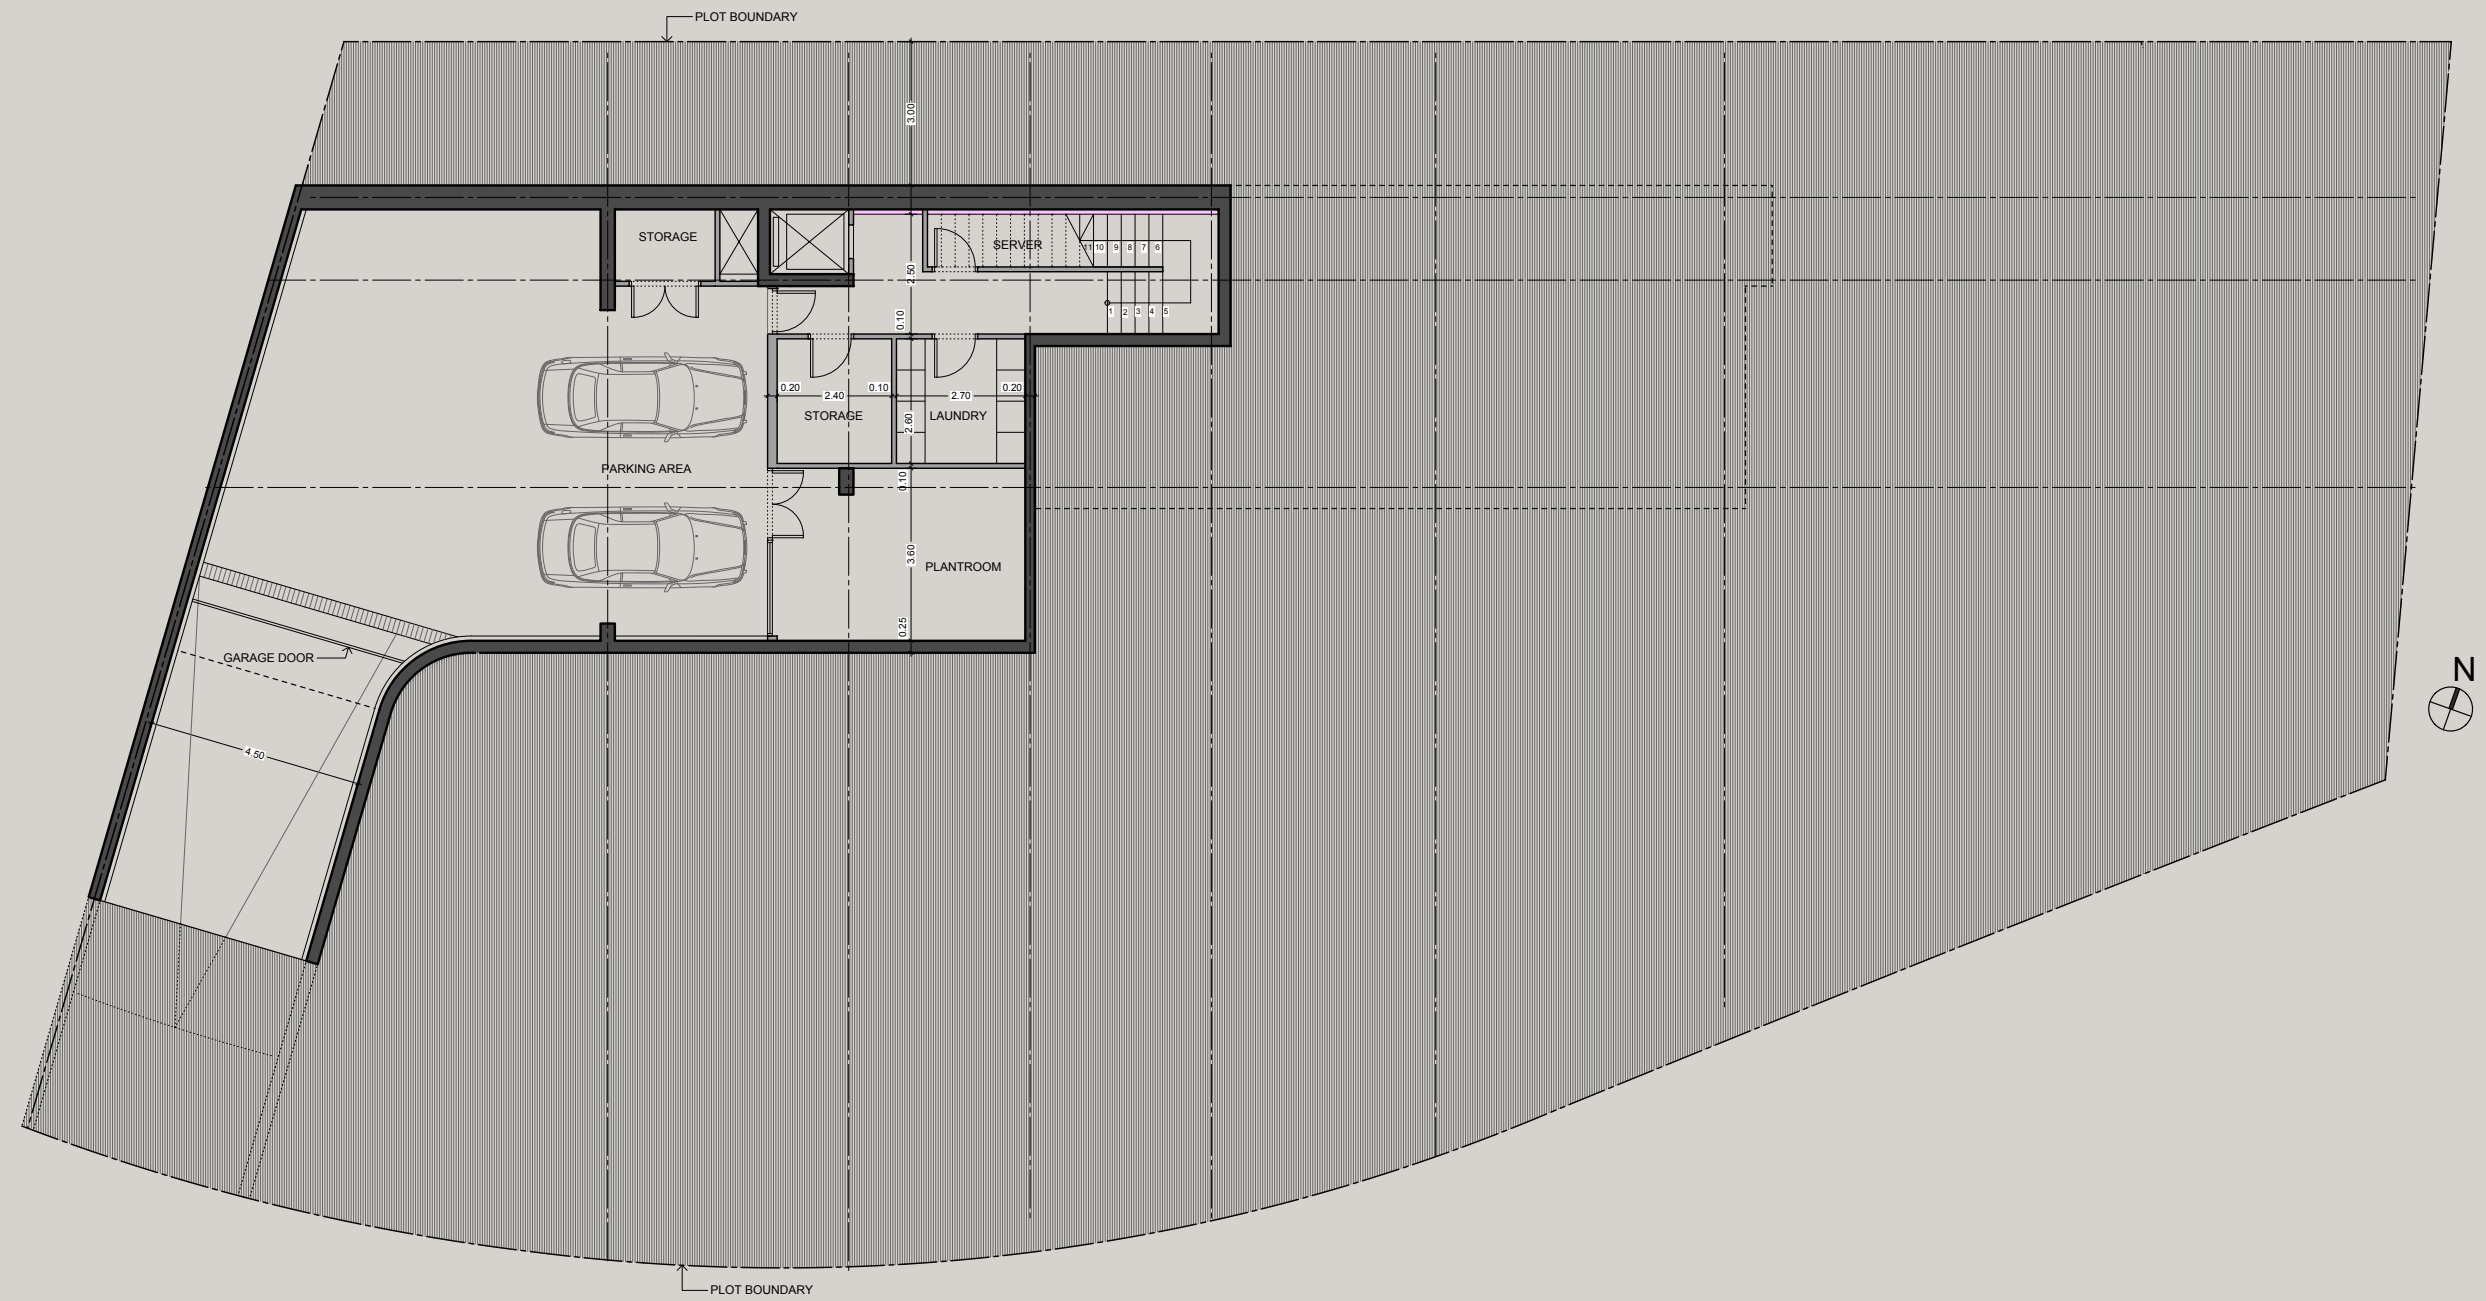 PLOT BOUNDARY
3.00
STORAGE
SERVER
11 10 9 8 7 6
2.50
1 2 3 4 5
0.10
0.20
0.10
0.20
2.40
2.70
STORAGE
LAUNDRY
2.60
PARKING AREA
0.10
3.60
PLANTROOM
0.25
GARAGE DOOR
N
4.50
PLOT BOUNDARY